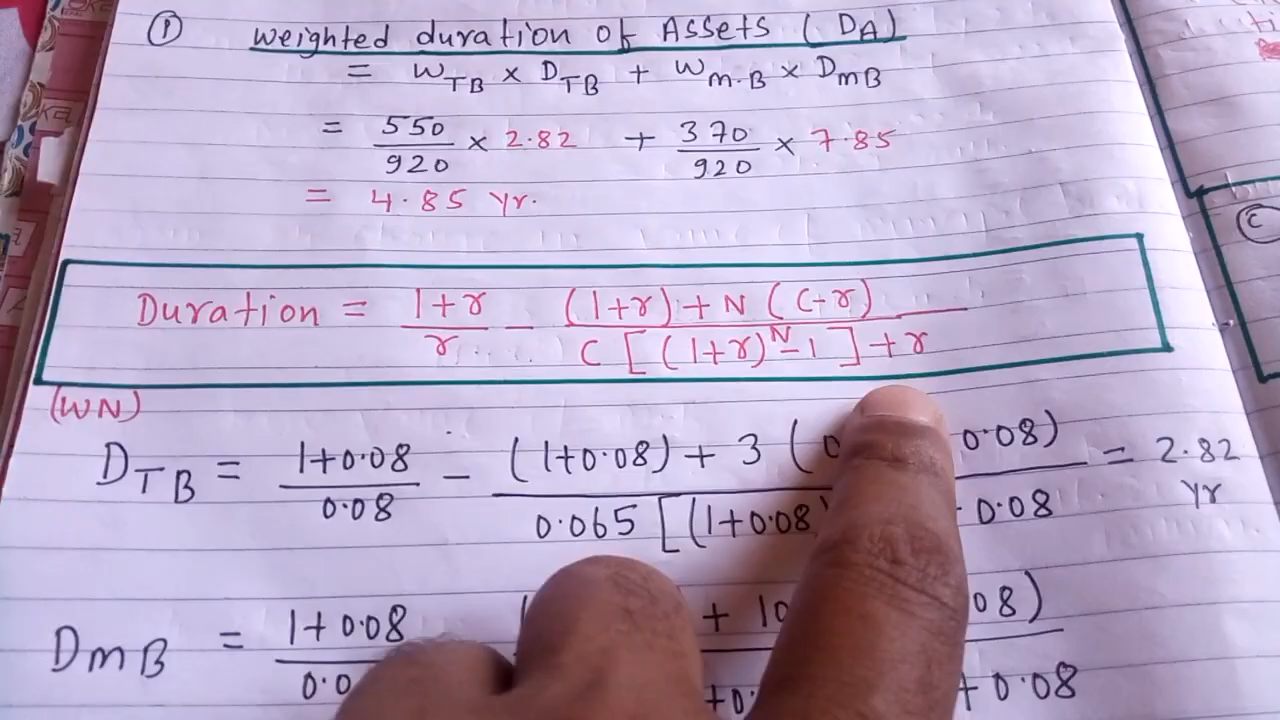 ① Weighted duration of Assets (DA)
= WTB × DTB + Wm.B × DmB
= 550/920 × 2.82 + 370/920 × 7.85
= 4.85 Yr.
Duration = 1+r/r - (1+r)+N(C-r)/C[(1+r)^N-1]+r
(WN)
DTB = 1+0.08/0.08 - (1+0.08)+3( 0.08)/0.065[(1+0.08) 0.08 = 2.82 Yr
DmB = 1+0.08 + 10 08)
+ 0.08